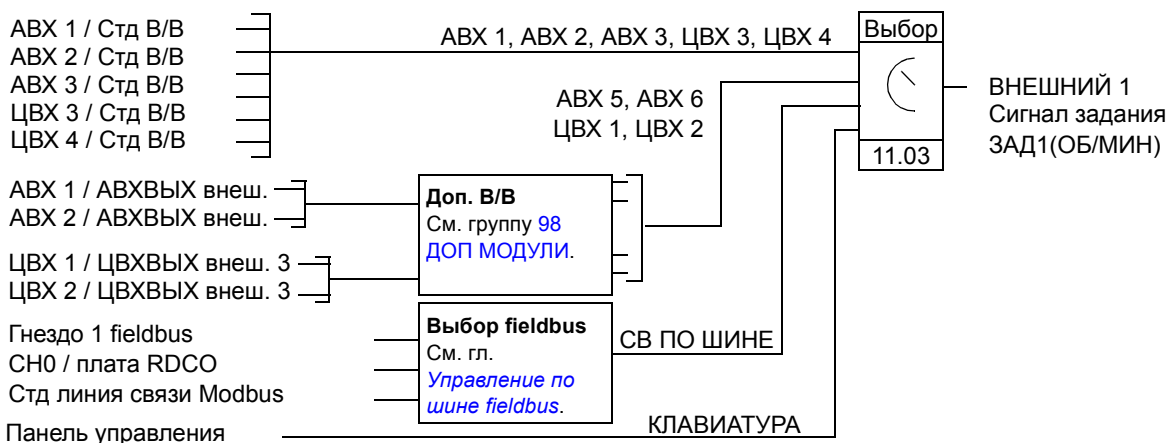 АВХ 1 / Стд В/В
АВХ 2 / Стд В/В
АВХ 3 / Стд В/В
ЦВХ 3 / Стд В/В
ЦВХ 4 / Стд В/В
АВХ 1, АВХ 2, АВХ 3, ЦВХ 3, ЦВХ 4
Выбор
11.03
ВНЕШНИЙ 1
Сигнал задания
ЗАД1(ОБ/МИН)
АВХ 5, АВХ 6
ЦВХ 1, ЦВХ 2
АВХ 1 / АВХВЫХ внеш.
АВХ 2 / АВХВЫХ внеш.
ЦВХ 1 / ЦВХВЫХ внеш. 3
ЦВХ 2 / ЦВХВЫХ внеш. 3
Доп. В/В
См. группу 98
ДОП МОДУЛИ.
Гнездо 1 fieldbus
CH0 / плата RDCO
Стд линия связи Modbus
Выбор fieldbus
См. гл.
Управление по
шине fieldbus.
СВ ПО ШИНЕ
Панель управления
КЛАВИАТУРА